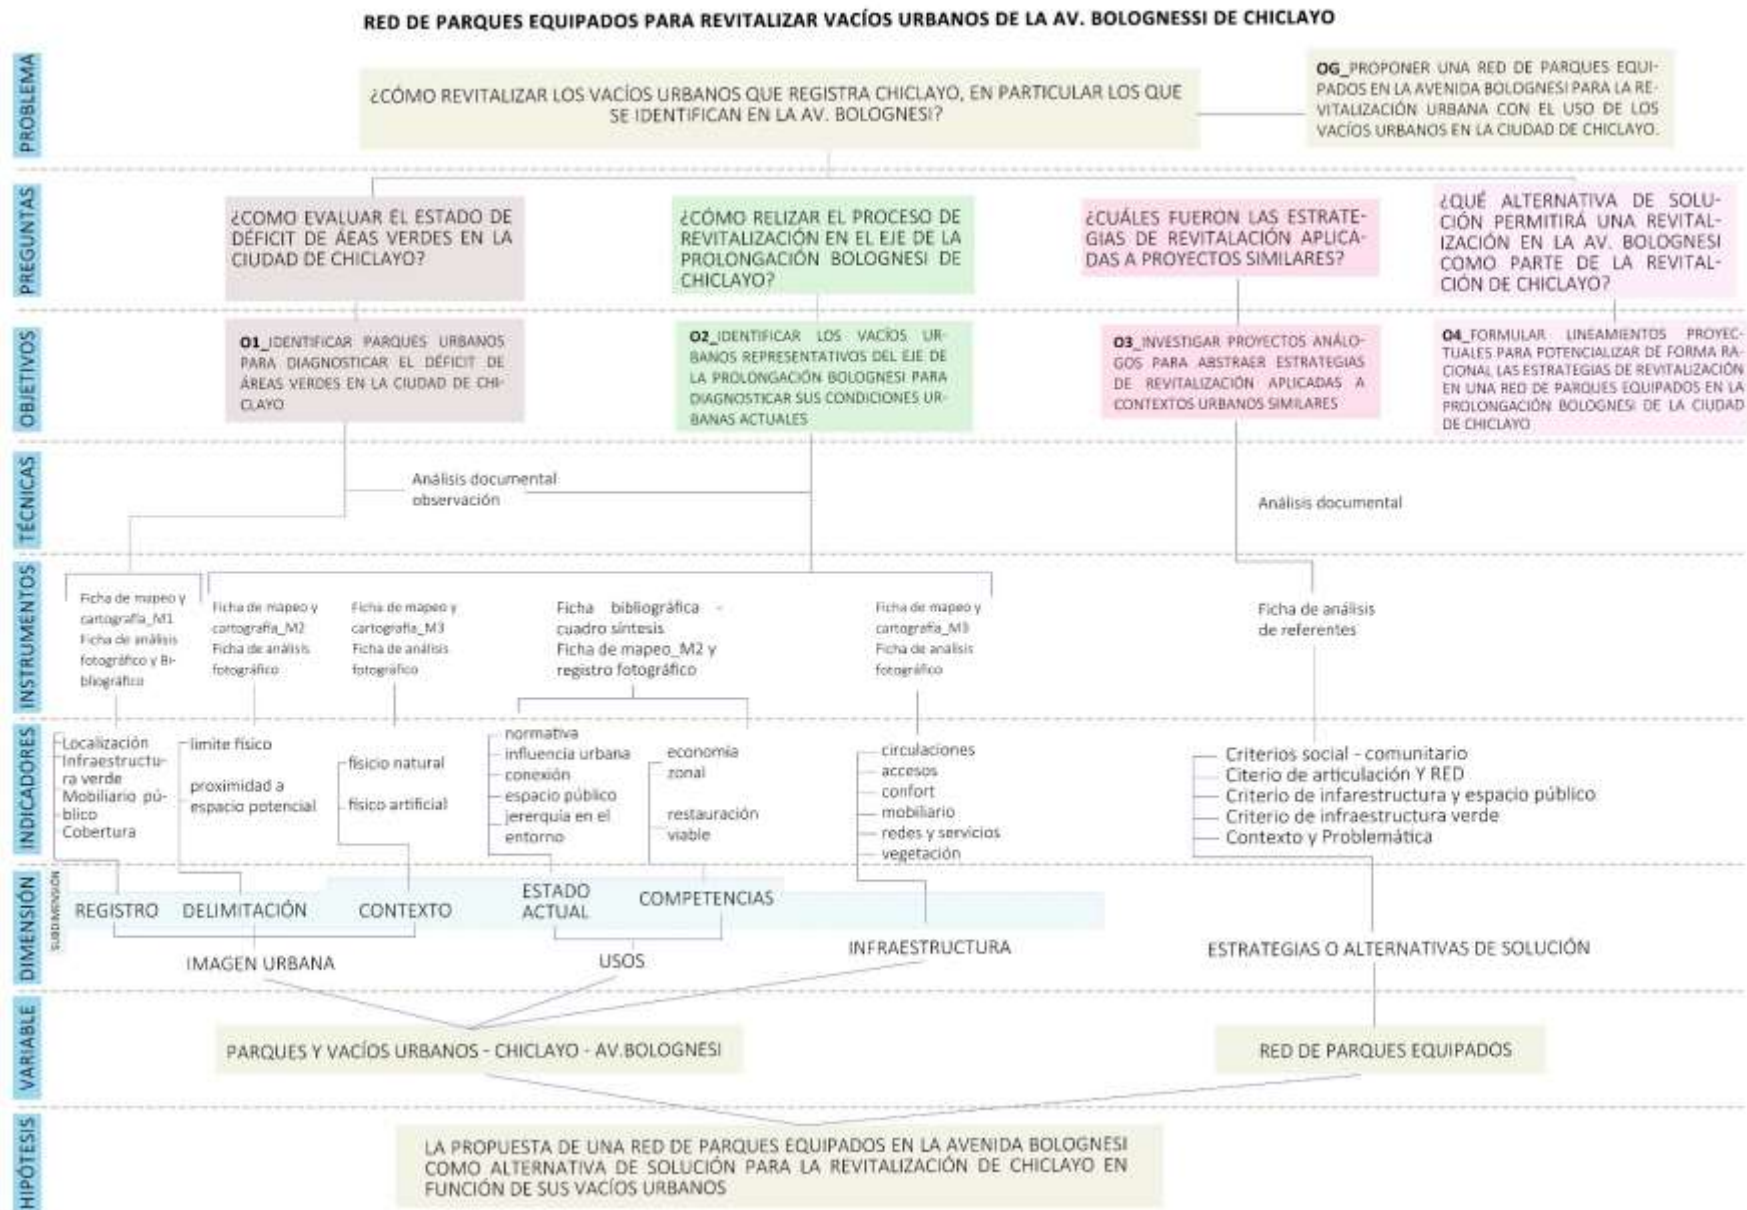 RED DE PARQUES EQUIPADOS PARA REVITALIZAR VACÍOS URBANOS DE LA AV. BOLOGNESSI DE CHICLAYO
PROBLEMA
¿CÓMO REVITALIZAR LOS VACÍOS URBANOS QUE REGISTRA CHICLAYO, EN PARTICULAR LOS QUE
SE IDENTIFICAN EN LA AV. BOLOGNESI?
OG_PROPONER UNA RED DE PARQUES EQUI-
PADOS EN LA AVENIDA BOLOGNESI PARA LA RE-
VITALIZACIÓN URBANA CON EL USO DE LOS
VACÍOS URBANOS EN LA CIUDAD DE CHICLAYO.
PREGUNTAS
¿COMO EVALUAR EL ESTADO DE
DÉFICIT DE ÁEAS VERDES EN LA
CIUDAD DE CHICLAYO?
¿CÓMO RELIZAR EL PROCESO DE
REVITALIZACIÓN EN EL EJE DE LA
PROLONGACIÓN BOLOGNESI DE
CHICLAYO?
¿CUÁLES FUERON LAS ESTRATE-
GIAS DE REVITALACIÓN APLICA-
DAS A PROYECTOS SIMILARES?
¿QUÉ ALTERNATIVA DE SOLU-
CIÓN PERMITIRÁ UNA REVITAL-
IZACIÓN EN LA AV. BOLOGNESI
COMO PARTE DE LA REVITAL-
CIÓN DE CHICLAYO?
OBJETIVOS
O1_IDENTIFICAR PARQUES URBANOS
PARA DIAGNOSTICAR EL DÉFICIT DE
ÁREAS VERDES EN LA CIUDAD DE CHI-
CLAYO
O2_IDENTIFICAR LOS VACÍOS UR-
BANOS REPRESENTATIVOS DEL EJE DE
LA PROLONGACIÓN BOLOGNESI PARA
DIAGNOSTICAR SUS CONDICIONES UR-
BANAS ACTUALES
O3_INVESTIGAR PROYECTOS ANÁLO-
GOS PARA ABSTRAER ESTRATEGIAS
DE REVITALIZACIÓN APLICADAS A
CONTEXTOS URBANOS SIMILARES
O4_FORMULAR LINEAMIENTOS PROYEC-
TUALES PARA POTENCIALIZAR DE FORMA RA-
CIONAL LAS ESTRATEGIAS DE REVITALIZACIÓN
EN UNA RED DE PARQUES EQUIPADOS EN LA
PROLONGACIÓN BOLOGNESI DE LA CIUDAD
DE CHICLAYO
TÉCNICAS
Análisis documental
observación
Análisis documental
INSTRUMENTOS
Ficha de mapeo y
cartografía_M1
Ficha de análisis
fotográfico y Bi-
bliográfico
Ficha de mapeo y
cartografía_M2
Ficha de análisis
fotográfico
Ficha de mapeo y
cartografía_M3
Ficha de análisis
fotográfico
Ficha bibliográfica -
cuadro síntesis
Ficha de mapeo_M2 y
registro fotográfico
Ficha de mapeo y
cartografía_M3
Ficha de análisis
fotográfico
Ficha de análisis
de referentes
INDICADORES
Localización
Infraestructu-
ra verde
Mobiliario pú-
blico
Cobertura
limite físico
proximidad a
espacio potencial
físicio natural
físico artificial
normativa
influencia urbana
conexión
espacio público
jerarquía en el
entorno
economia
zonal
restauración
viable
circulaciones
accesos
confort
mobiliario
redes y servicios
vegetación
Criterios social - comunitario
Citerio de articulación Y RED
Criterio de infarestructura y espacio público
Criterio de infraestructura verde
Contexto y Problemática
DIMENSIÓN
SUBDIMENSIÓN
REGISTRO
DELIMITACIÓN
CONTEXTO
ESTADO
ACTUAL
COMPETENCIAS
IMAGEN URBANA
USOS
INFRAESTRUCTURA
ESTRATEGIAS O ALTERNATIVAS DE SOLUCIÓN
VARIABLE
PARQUES Y VACÍOS URBANOS - CHICLAYO - AV.BOLOGNESI
RED DE PARQUES EQUIPADOS
HIPÓTESIS
LA PROPUESTA DE UNA RED DE PARQUES EQUIPADOS EN LA AVENIDA BOLOGNESI
COMO ALTERNATIVA DE SOLUCIÓN PARA LA REVITALIZACIÓN DE CHICLAYO EN
FUNCIÓN DE SUS VACÍOS URBANOS